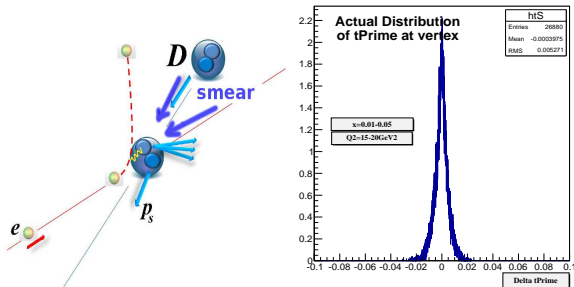 D
smear
e
p_s
Actual Distribution
of tPrime at vertex
htS
Entries 26880
Mean -0.0003975
RMS 0.005271
x=0.01-0.05
Q2=15-20GeV2
2.2
2
1.8
1.6
1.4
1.2
1
0.8
0.6
0.4
0.2
0
-0.1 -0.08 -0.06 -0.04 -0.02 0 0.02 0.04 0.06 0.08 0.1
Delta tPrime